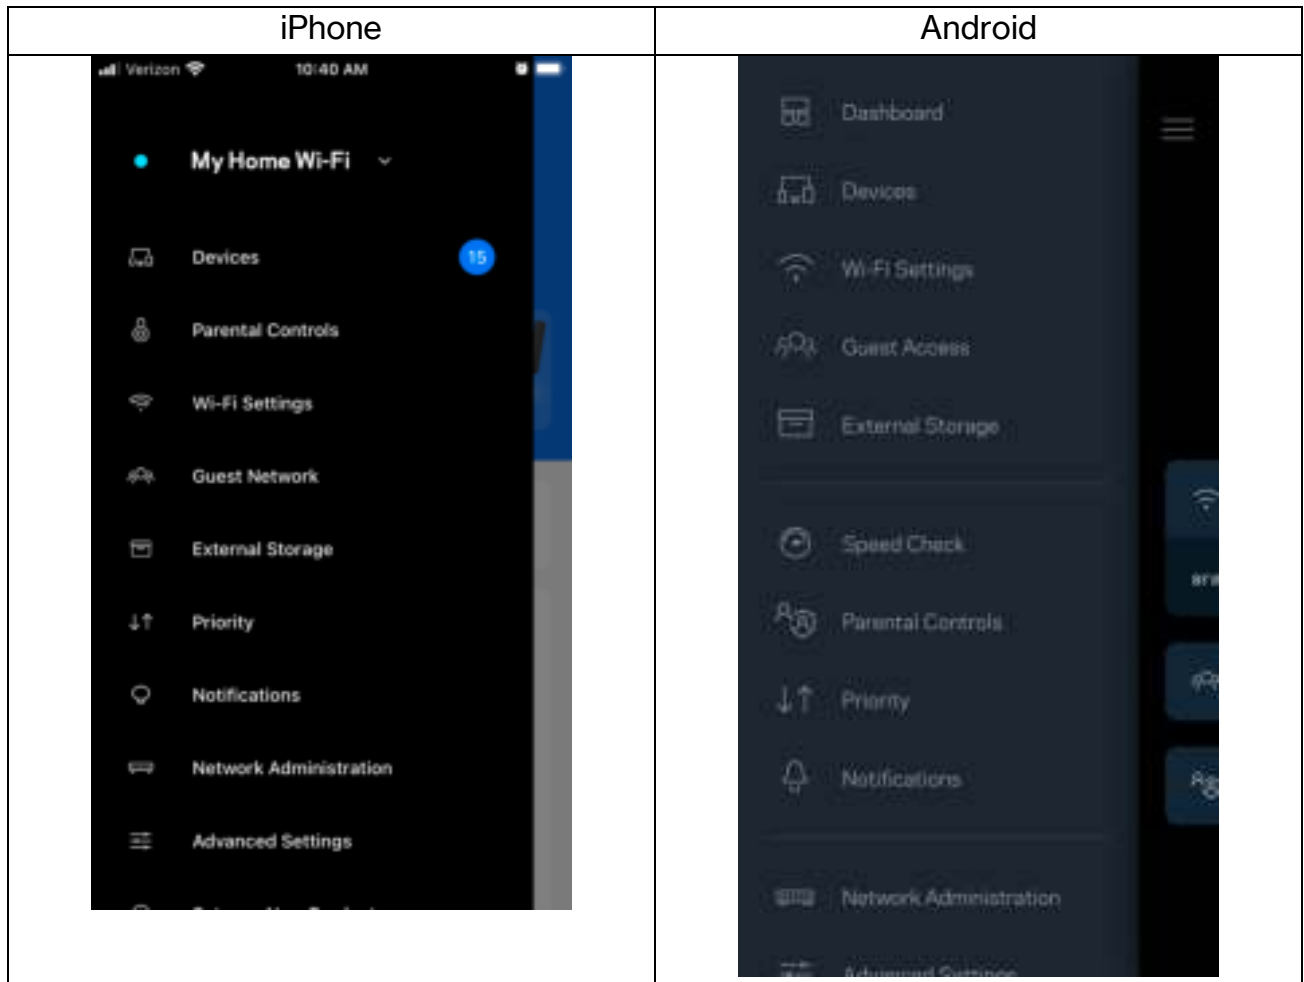 iPhone
Verizon 10:40 AM
My Home Wi-Fi
Devices 15
Parental Controls
Wi-Fi Settings
Guest Network
External Storage
Priority
Notifications
Network Administration
Advanced Settings
Android
Dashboard
Devices
Wi-Fi Settings
Guest Access
External Storage
Speed Check
Parental Controls
Priority
Notifications
Network Administration
Advanced Settings